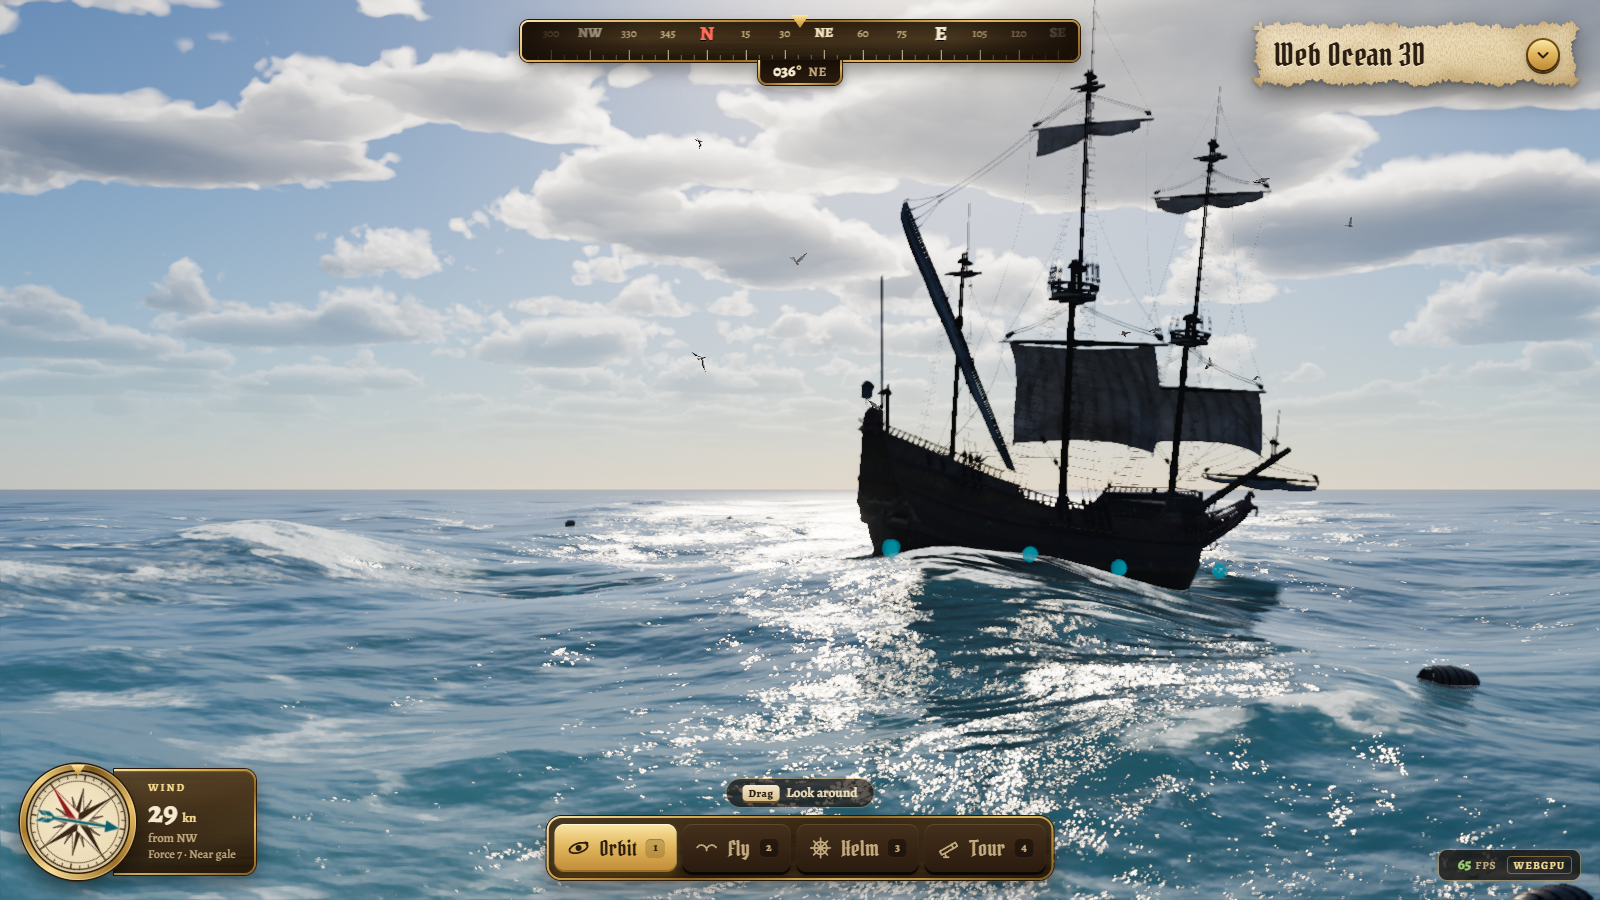 300 NW 330 345 N 15 30 NE 60 75 E 105 120 SE
036° NE
Web Ocean 3D
WIND
29 kn
from NW
Force 7 · Near gale
Drag Look around
Orbit 1 Fly 2 Helm 3 Tour 4
65 FPS WEBGPU